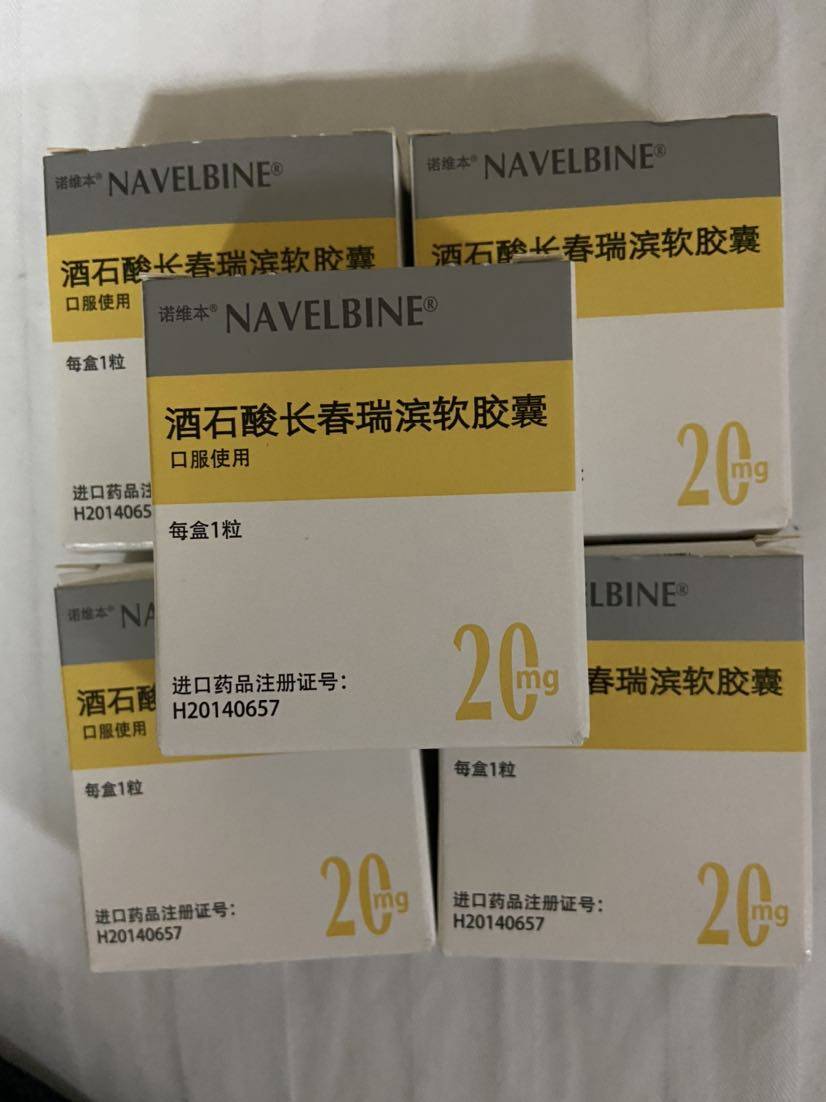 诺维本® NAVELBINE®
酒石酸长春瑞滨软胶囊
口服使用
每盒1粒
进口药品注
H2014065
诺维本® NAVELBINE®
酒石酸长春瑞滨软胶囊
20mg
诺维本® NAVELBINE®
酒石酸长春瑞滨软胶囊
口服使用
每盒1粒
进口药品注册证号：
H20140657
20mg
诺维本® NA
酒石酸
口服使用
每盒1粒
进口药品注册证号：
H20140657
20mg
LBINE®
春瑞滨软胶囊
每盒1粒
进口药品注册证号：
H20140657
20mg